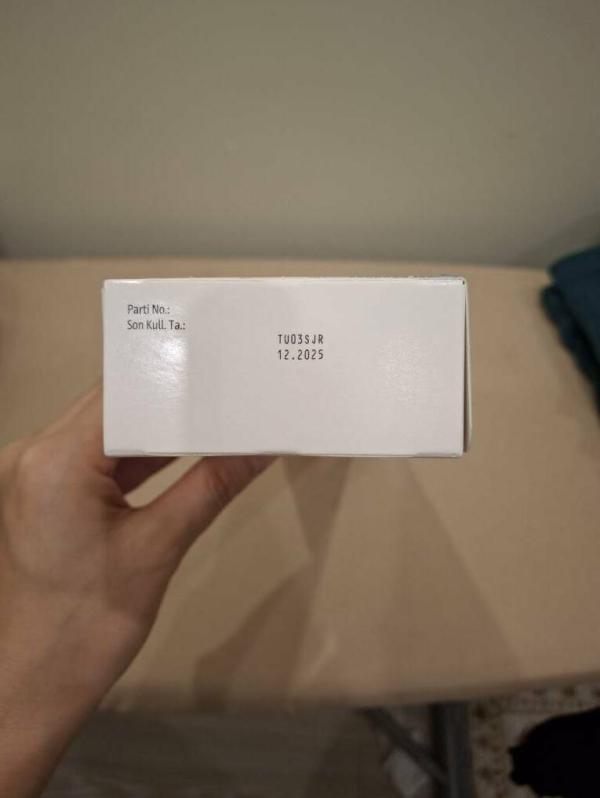 Parti No.:
Son Kull. Ta.:
TU03SJR
12.2025